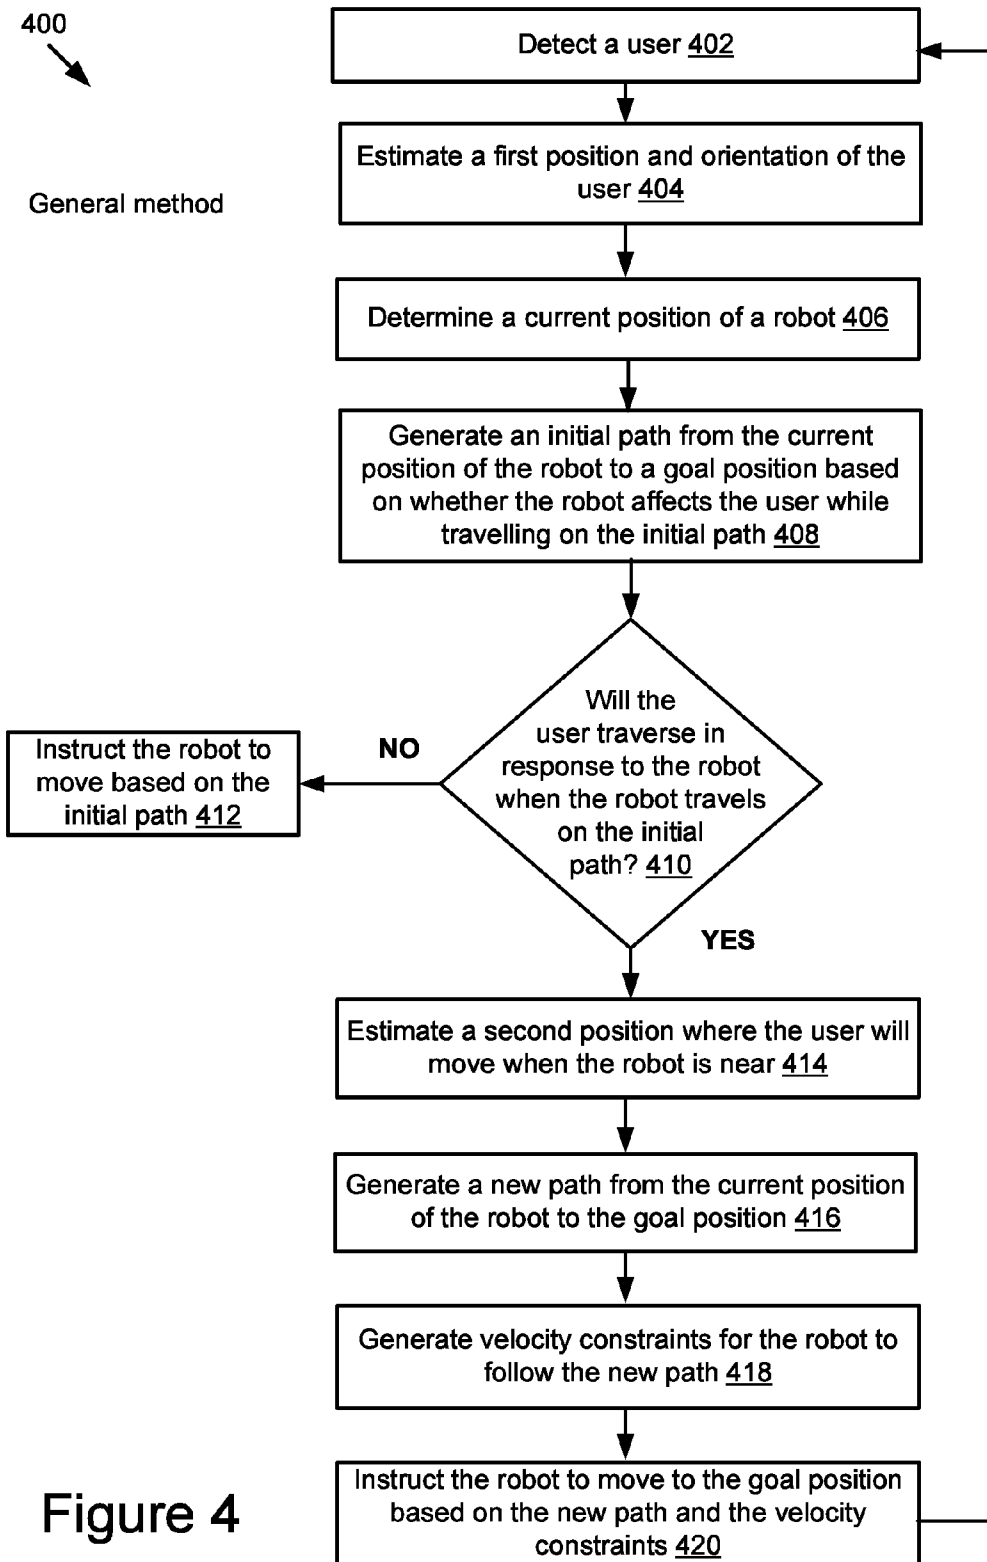 400
Detect a user 402
Estimate a first position and orientation of the
user 404
General method
Determine a current position of a robot 406
Generate an initial path from the current
position of the robot to a goal position based
on whether the robot affects the user while
travelling on the initial path 408
Will the
user traverse in
response to the robot
when the robot travels
on the initial
path? 410
NO
Instruct the robot to
move based on the
initial path 412
YES
Estimate a second position where the user will
move when the robot is near 414
Generate a new path from the current position
of the robot to the goal position 416
Generate velocity constraints for the robot to
follow the new path 418
Instruct the robot to move to the goal position
based on the new path and the velocity
constraints 420
Figure 4